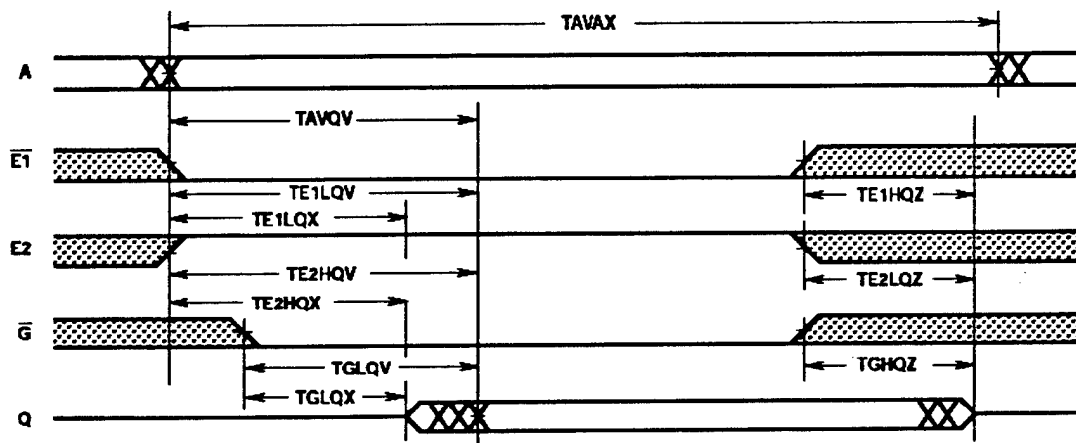 TAVAX
A
TAVQV
E1
TE1LQV
TE1HQZ
TE1LQX
E2
TE2HQV
TE2LQZ
TE2HQX
G
TGLQV
TGHQZ
TGLQX
Q